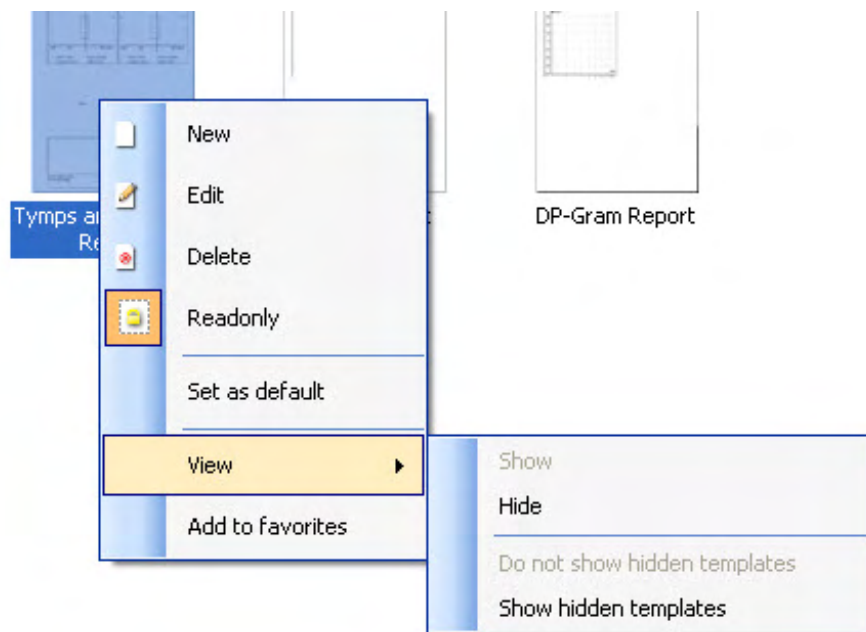 New
Edit
Tymps a
DP-Gram Report
Re
Delete
Readonly
Set as default
View
Show
Hide
Add to favorites
Do not show hidden templates
Show hidden templates